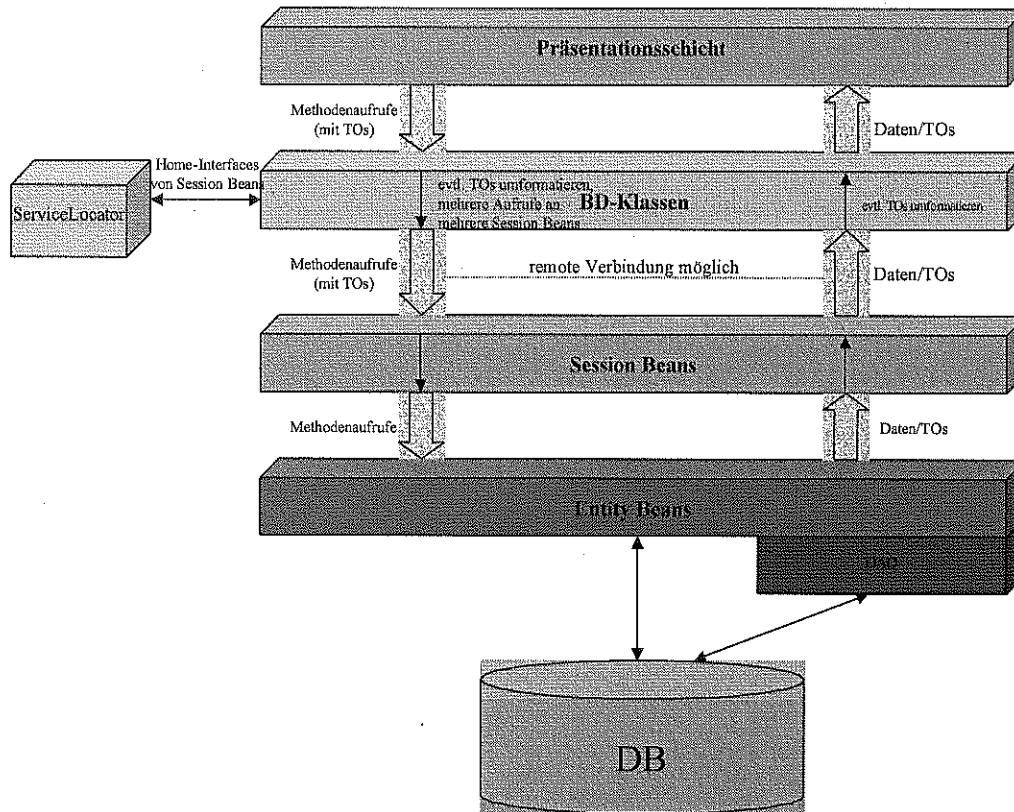 Präsentationsschicht
Methodenaufrufe
(mit TOs)
Daten/TOs
Home-Interfaces
von Session Beans
ServiceLocator
evtl. TOs umformatieren,
mehrere Aufrufe an
mehrere Session Beans
BD-Klassen
evtl. TOs umformatieren
Methodenaufrufe
(mit TOs)
remote Verbindung möglich
Daten/TOs
Session Beans
Methodenaufrufe
Daten/TOs
Entity Beans
DAO
DB